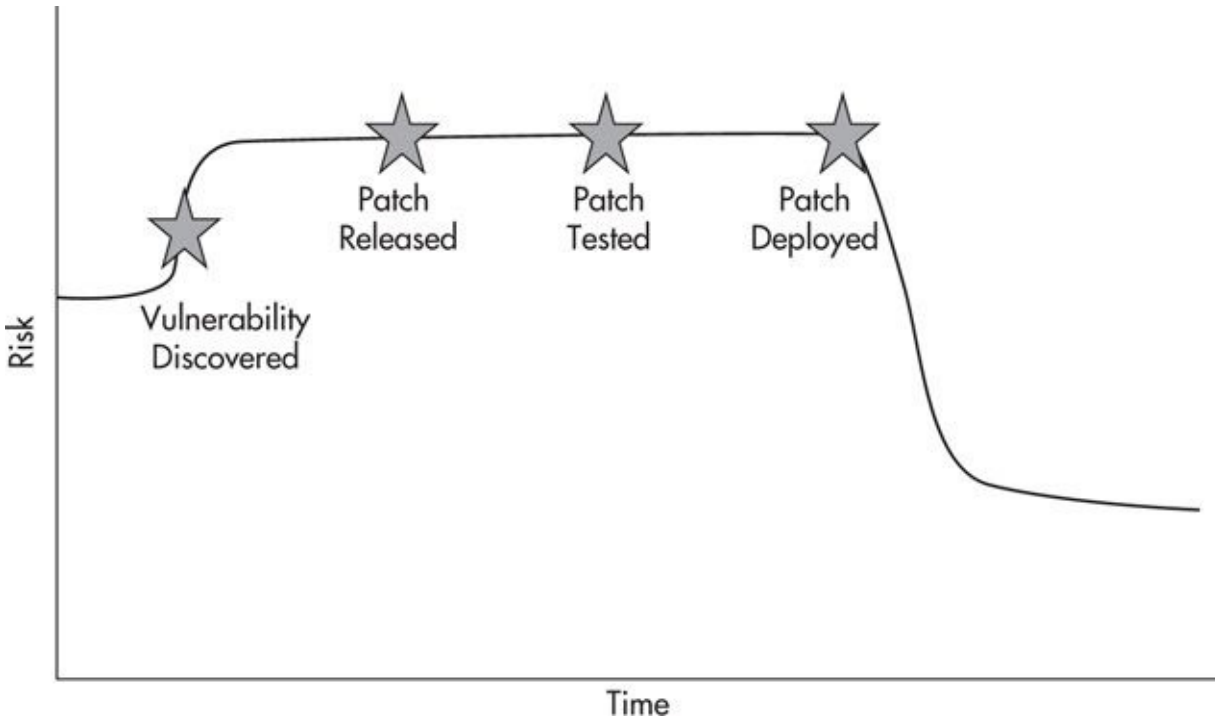 Patch
Released
Patch
Tested
Patch
Deployed
Vulnerability
Discovered
Risk
Time